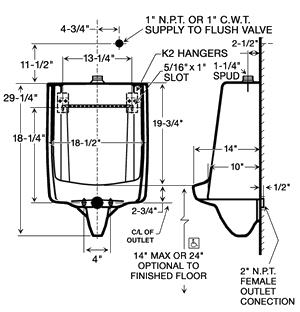 4-3/4"
1" N.P.T. OR 1" C.W.T.
SUPPLY TO FLUSH VALVE
2-1/2"
K2 HANGERS
11-1/2"
13-1/4"
5/16" x 1"
SLOT
1-1/4"
SPUD
29-1/4"
18-1/4"
19-3/4"
18-1/2"
14"
10"
1/2"
2-3/4"
C/L OF
OUTLET
4"
14" MAX OR 24"
OPTIONAL TO
FINISHED FLOOR
2" N.P.T.
FEMALE
OUTLET
CONECTION